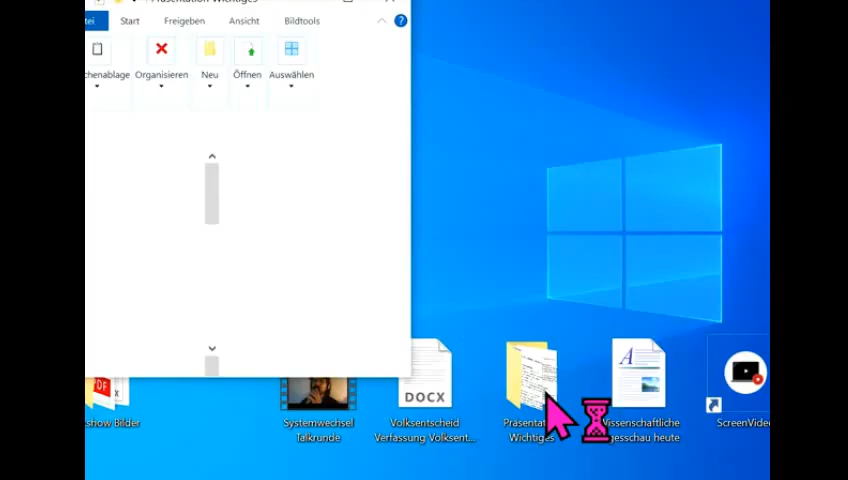 Präsentation Wichtiges
tei Start Freigeben Ansicht Bildtools ?
chenablage Organisieren Neu Öffnen Auswählen
PDF
A
DOCX
show Bilder
Systemwechsel
Talkrunde
Volksentscheid
Verfassung Volksent...
Präsentat
Wichtiges
Wissenschaftliche
gesschau heute
ScreenVideo